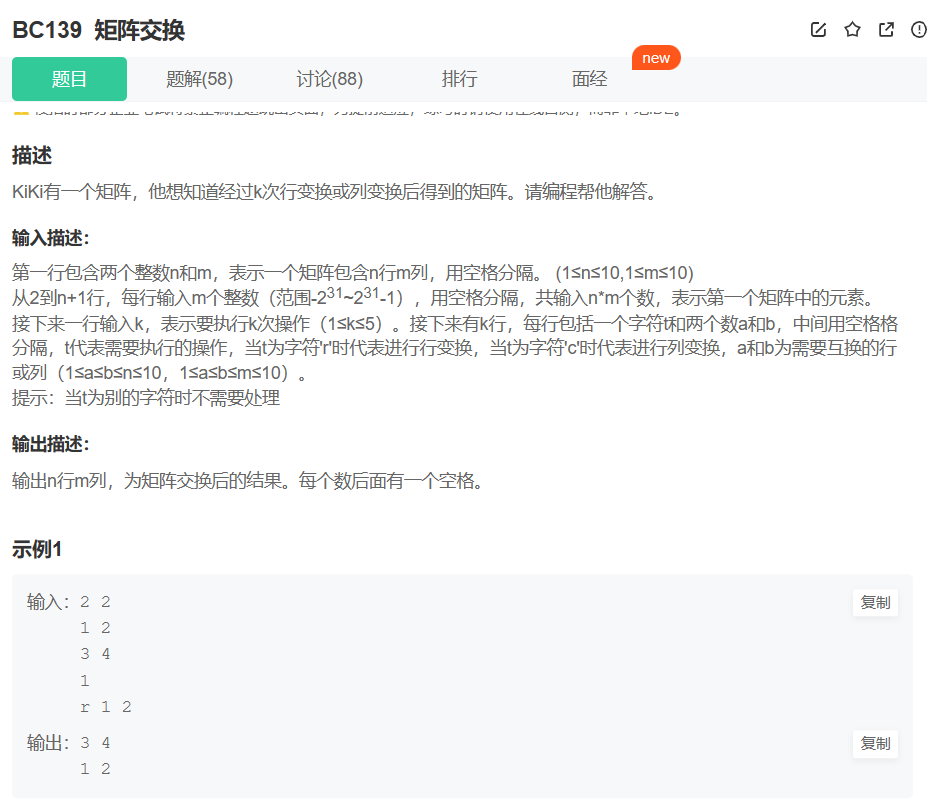 BC139 矩阵交换
题目 题解(58) 讨论(88) 排行 面经 new
描述
KiKi有一个矩阵，他想知道经过k次行变换或列变换后得到的矩阵。请编程帮他解答。
输入描述：
第一行包含两个整数n和m，表示一个矩阵包含n行m列，用空格分隔。 (1≤n≤10,1≤m≤10)
从2到n+1行，每行输入m个整数（范围-2³¹~2³¹-1），用空格分隔，共输入n*m个数，表示第一个矩阵中的元素。
接下来一行输入k，表示要执行k次操作（1≤k≤5）。接下来有k行，每行包括一个字符t和两个数a和b，中间用空格格
分隔，t代表需要执行的操作，当t为字符'r'时代表进行行变换，当t为字符'c'时代表进行列变换，a和b为需要互换的行
或列（1≤a≤b≤n≤10，1≤a≤b≤m≤10）。
提示：当t为别的字符时不需要处理
输出描述：
输出n行m列，为矩阵交换后的结果。每个数后面有一个空格。
示例1
输入：2 2 复制
1 2
3 4
1
r 1 2
输出：3 4 复制
1 2